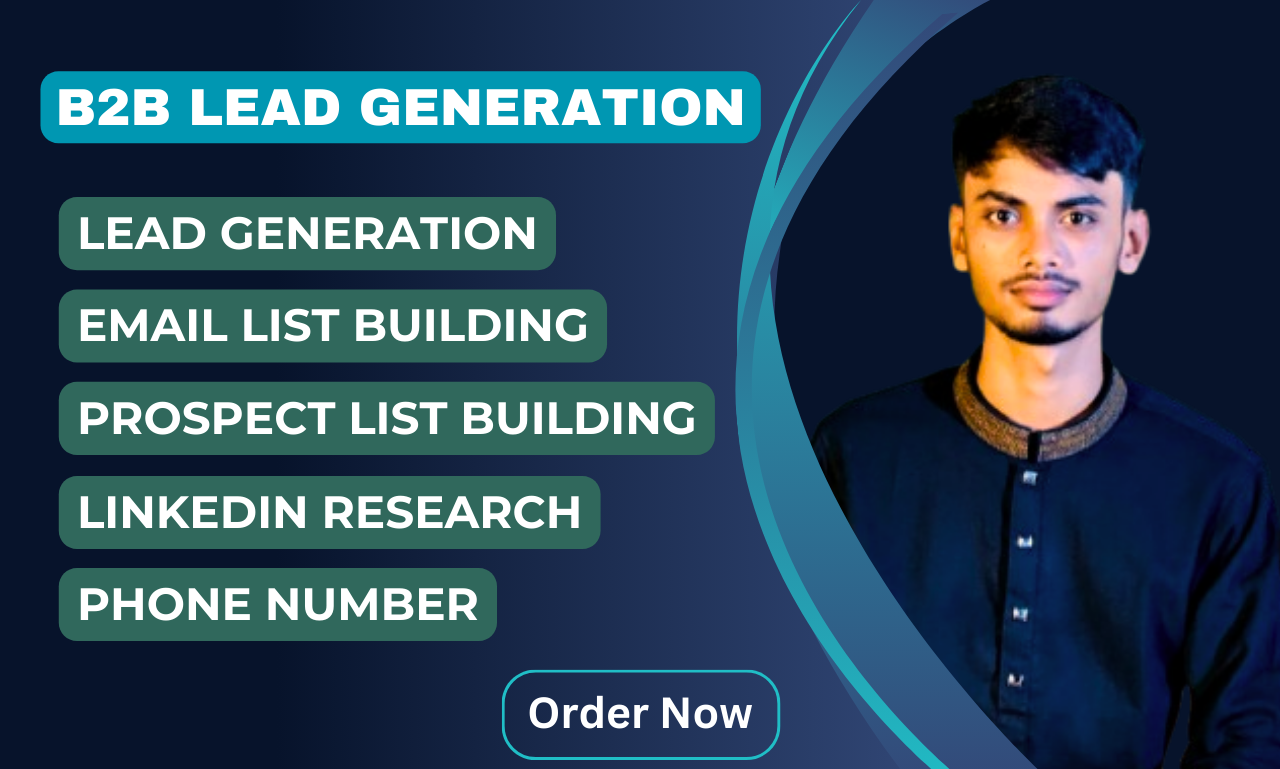 B2B LEAD GENERATION
LEAD GENERATION
EMAIL LIST BUILDING
PROSPECT LIST BUILDING
LINKEDIN RESEARCH
PHONE NUMBER
Order Now